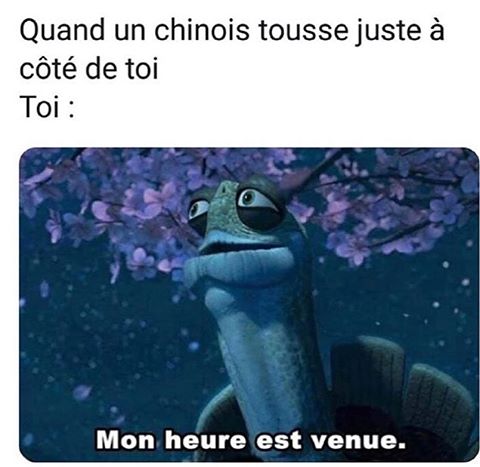 Quand un chinois tousse juste à
côté de toi
Toi :
Mon heure est venue.